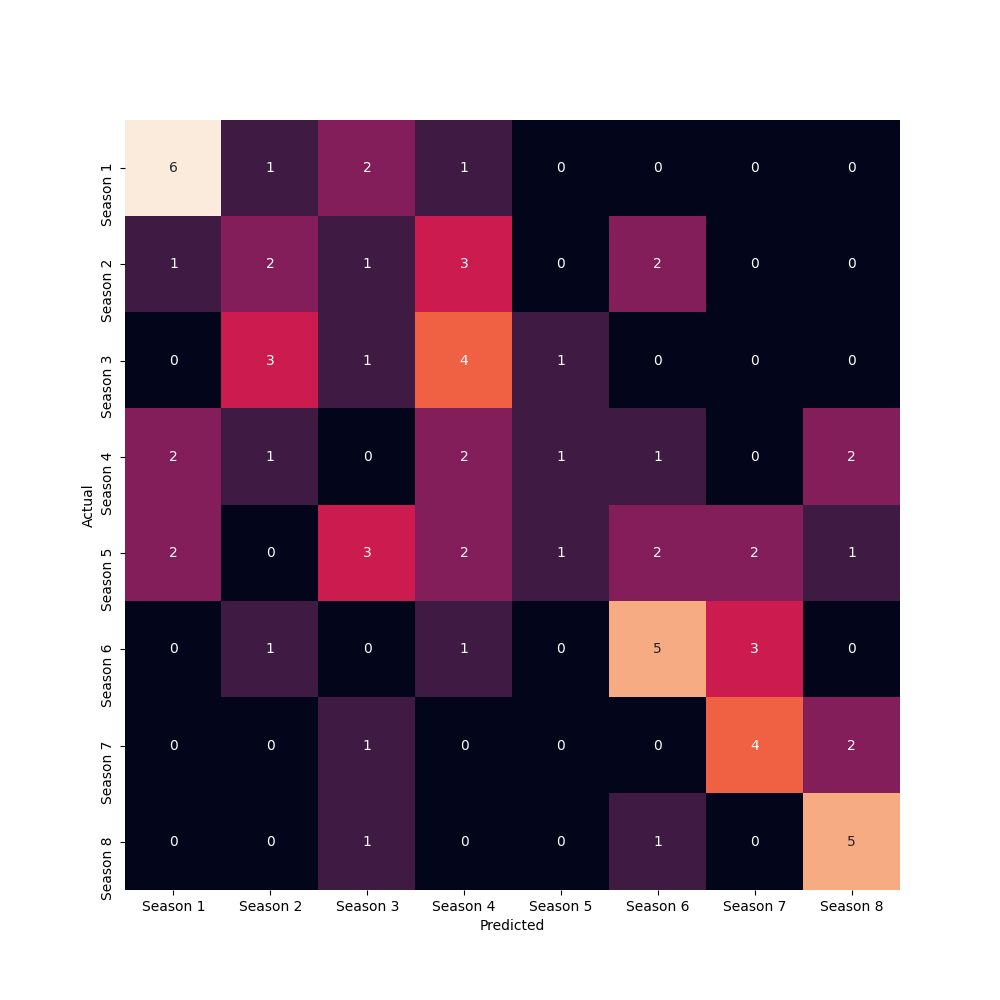 Season 1 6 1 2 1 0 0 0 0
Season 2 1 2 1 3 0 2 0 0
Season 3 0 3 1 4 1 0 0 0
Season 4 2 1 0 2 1 1 0 2
Actual
Season 5 2 0 3 2 1 2 2 1
Season 6 0 1 0 1 0 5 3 0
Season 7 0 0 1 0 0 0 4 2
Season 8 0 0 1 0 0 1 0 5
Season 1 Season 2 Season 3 Season 4 Season 5 Season 6 Season 7 Season 8
Predicted